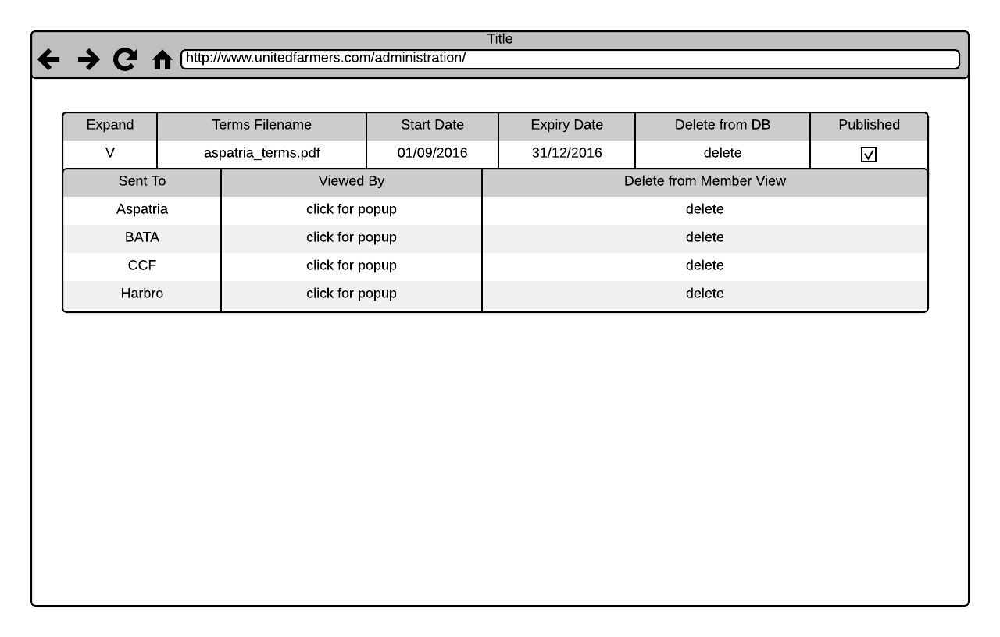 Title
http://www.unitedfarmers.com/administration/
Expand Terms Filename Start Date Expiry Date Delete from DB Published
V aspatria_terms.pdf 01/09/2016 31/12/2016 delete
Sent To Viewed By Delete from Member View
Aspatria click for popup delete
BATA click for popup delete
CCF click for popup delete
Harbro click for popup delete